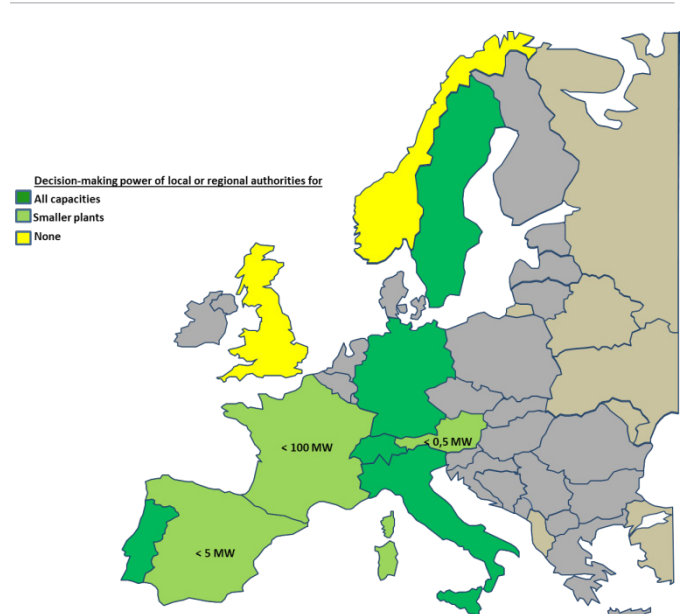 Decision-making power of local or regional authorities for
All capacities
Smaller plants
None
< 100 MW
< 0,5 MW
< 5 MW